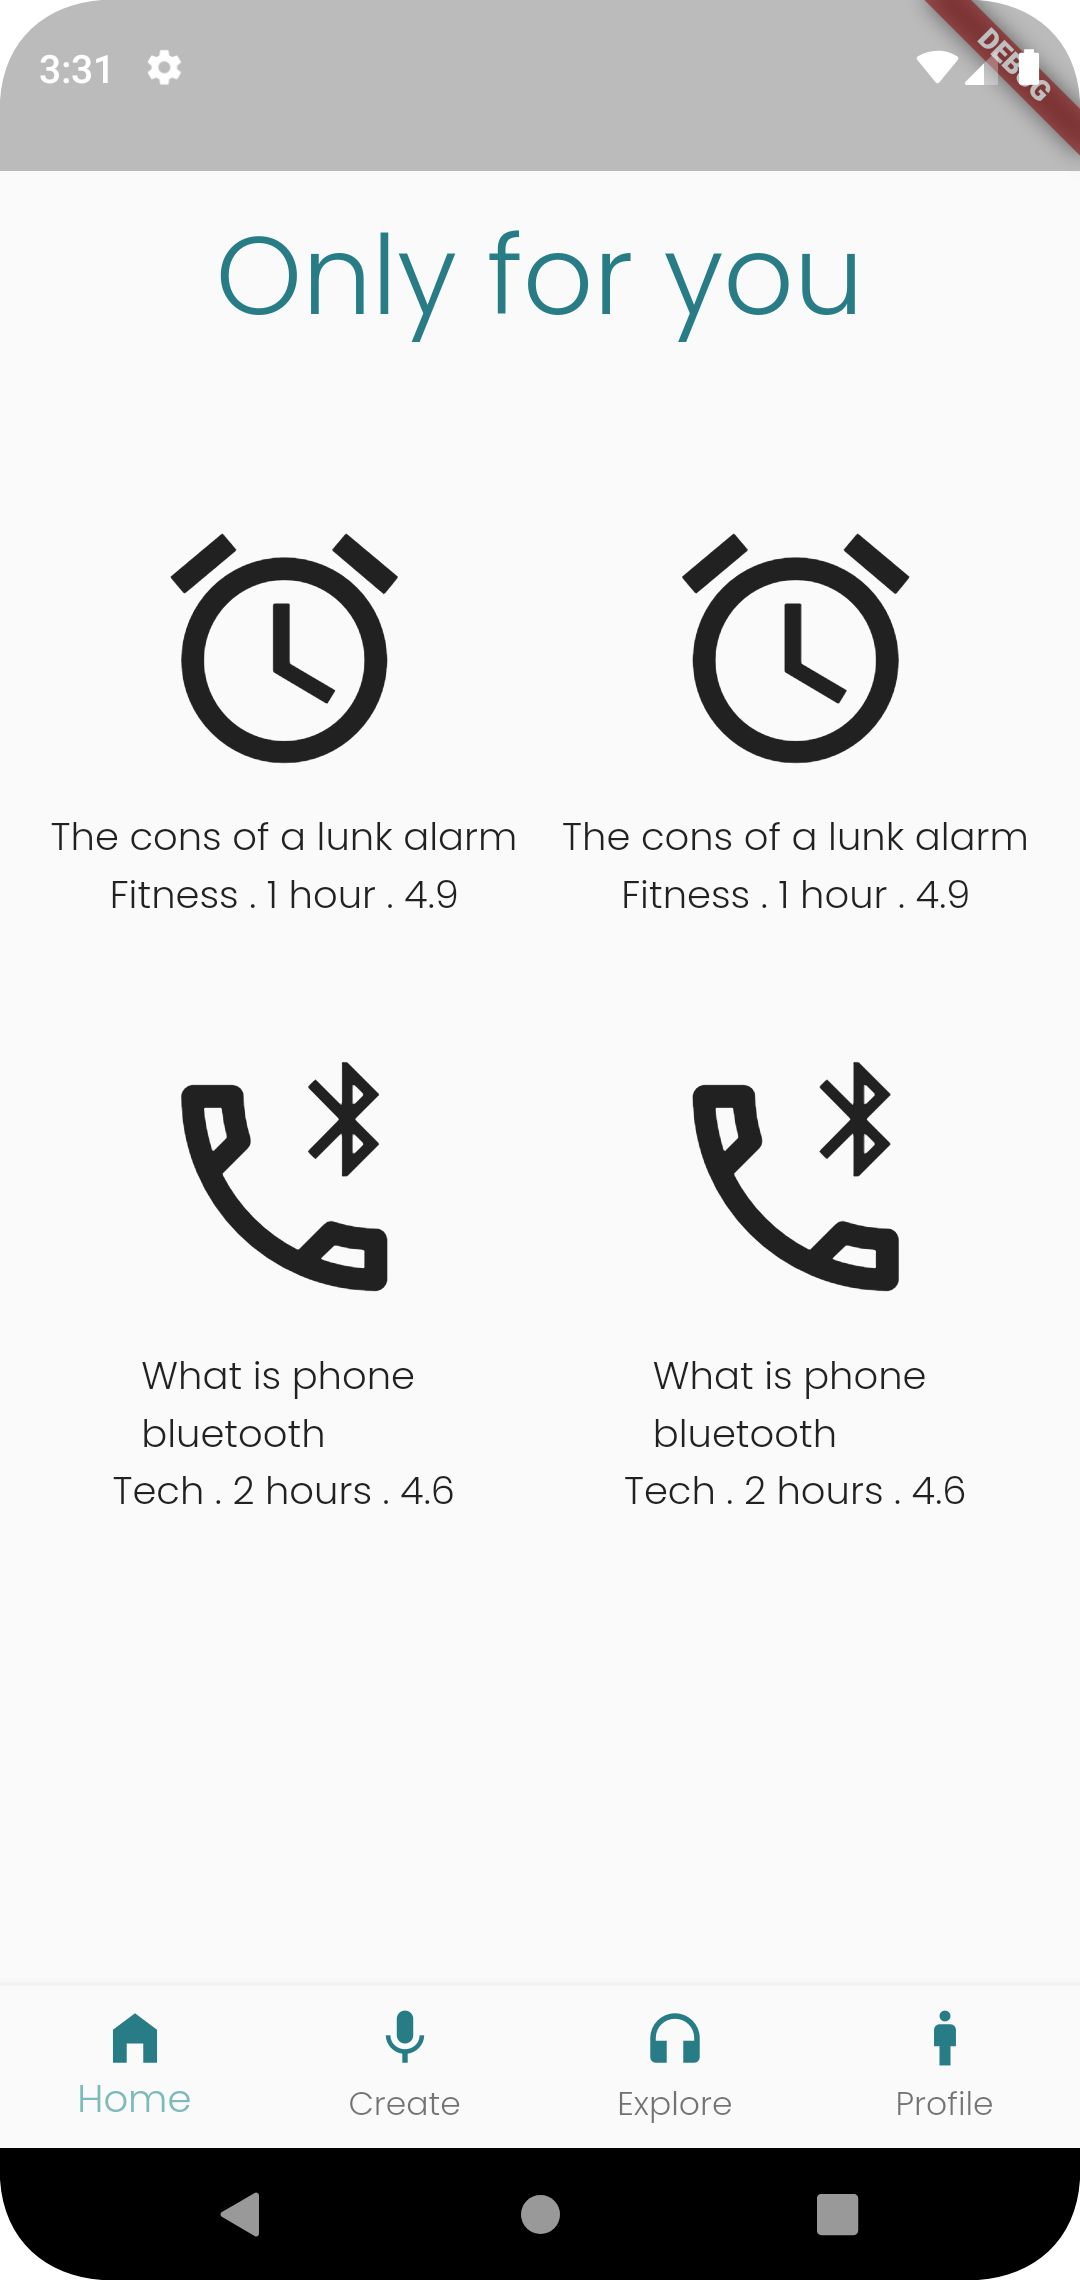 3:31
DEBUG
Only for you
The cons of a lunk alarm
Fitness . 1 hour . 4.9
The cons of a lunk alarm
Fitness . 1 hour . 4.9
What is phone
bluetooth
Tech . 2 hours . 4.6
What is phone
bluetooth
Tech . 2 hours . 4.6
Home
Create
Explore
Profile